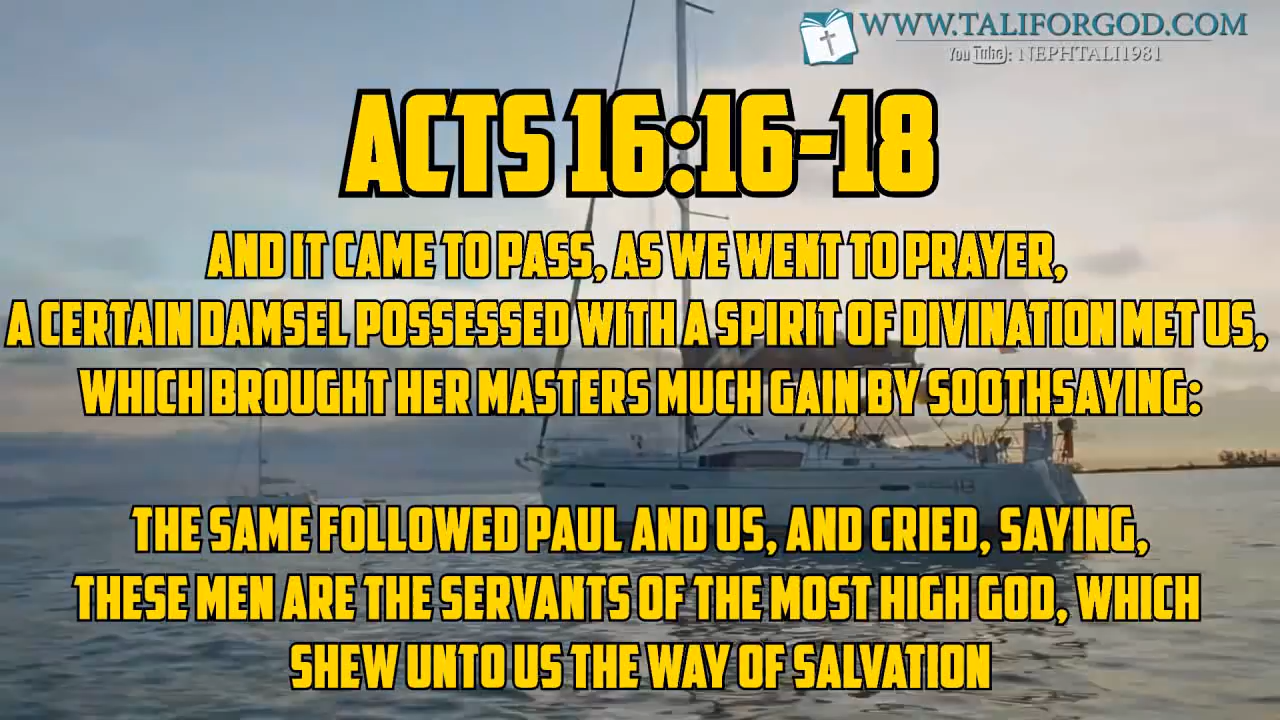 WWW.TALIFORGOD.COM
You Tube: NEPHTALI1981
ACTS 16:16-18
AND IT CAME TO PASS, AS WE WENT TO PRAYER,
A CERTAIN DAMSEL POSSESSED WITH A SPIRIT OF DIVINATION MET US,
WHICH BROUGHT HER MASTERS MUCH GAIN BY SOOTHSAYING:
THE SAME FOLLOWED PAUL AND US, AND CRIED, SAYING,
THESE MEN ARE THE SERVANTS OF THE MOST HIGH GOD, WHICH
SHEW UNTO US THE WAY OF SALVATION